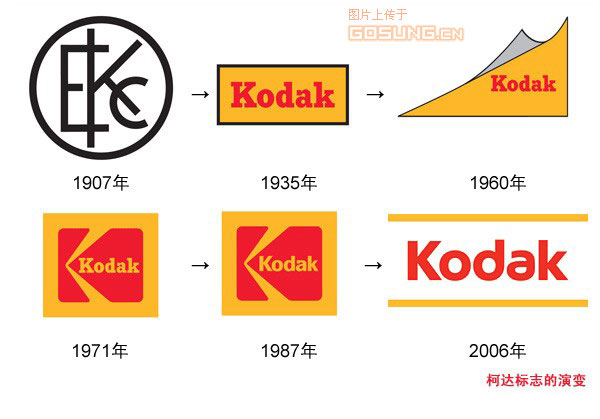 图片上传于
GOSUNG.CN
EKC
Kodak
Kodak
1907年
1935年
1960年
Kodak
Kodak
Kodak
1971年
1987年
2006年
柯达标志的演变